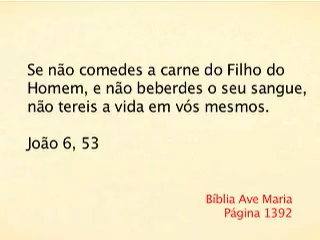 Se não comedes a carne do Filho do
Homem, e não beberdes o seu sangue,
não tereis a vida em vós mesmos.
João 6, 53
Bíblia Ave Maria
Página 1392